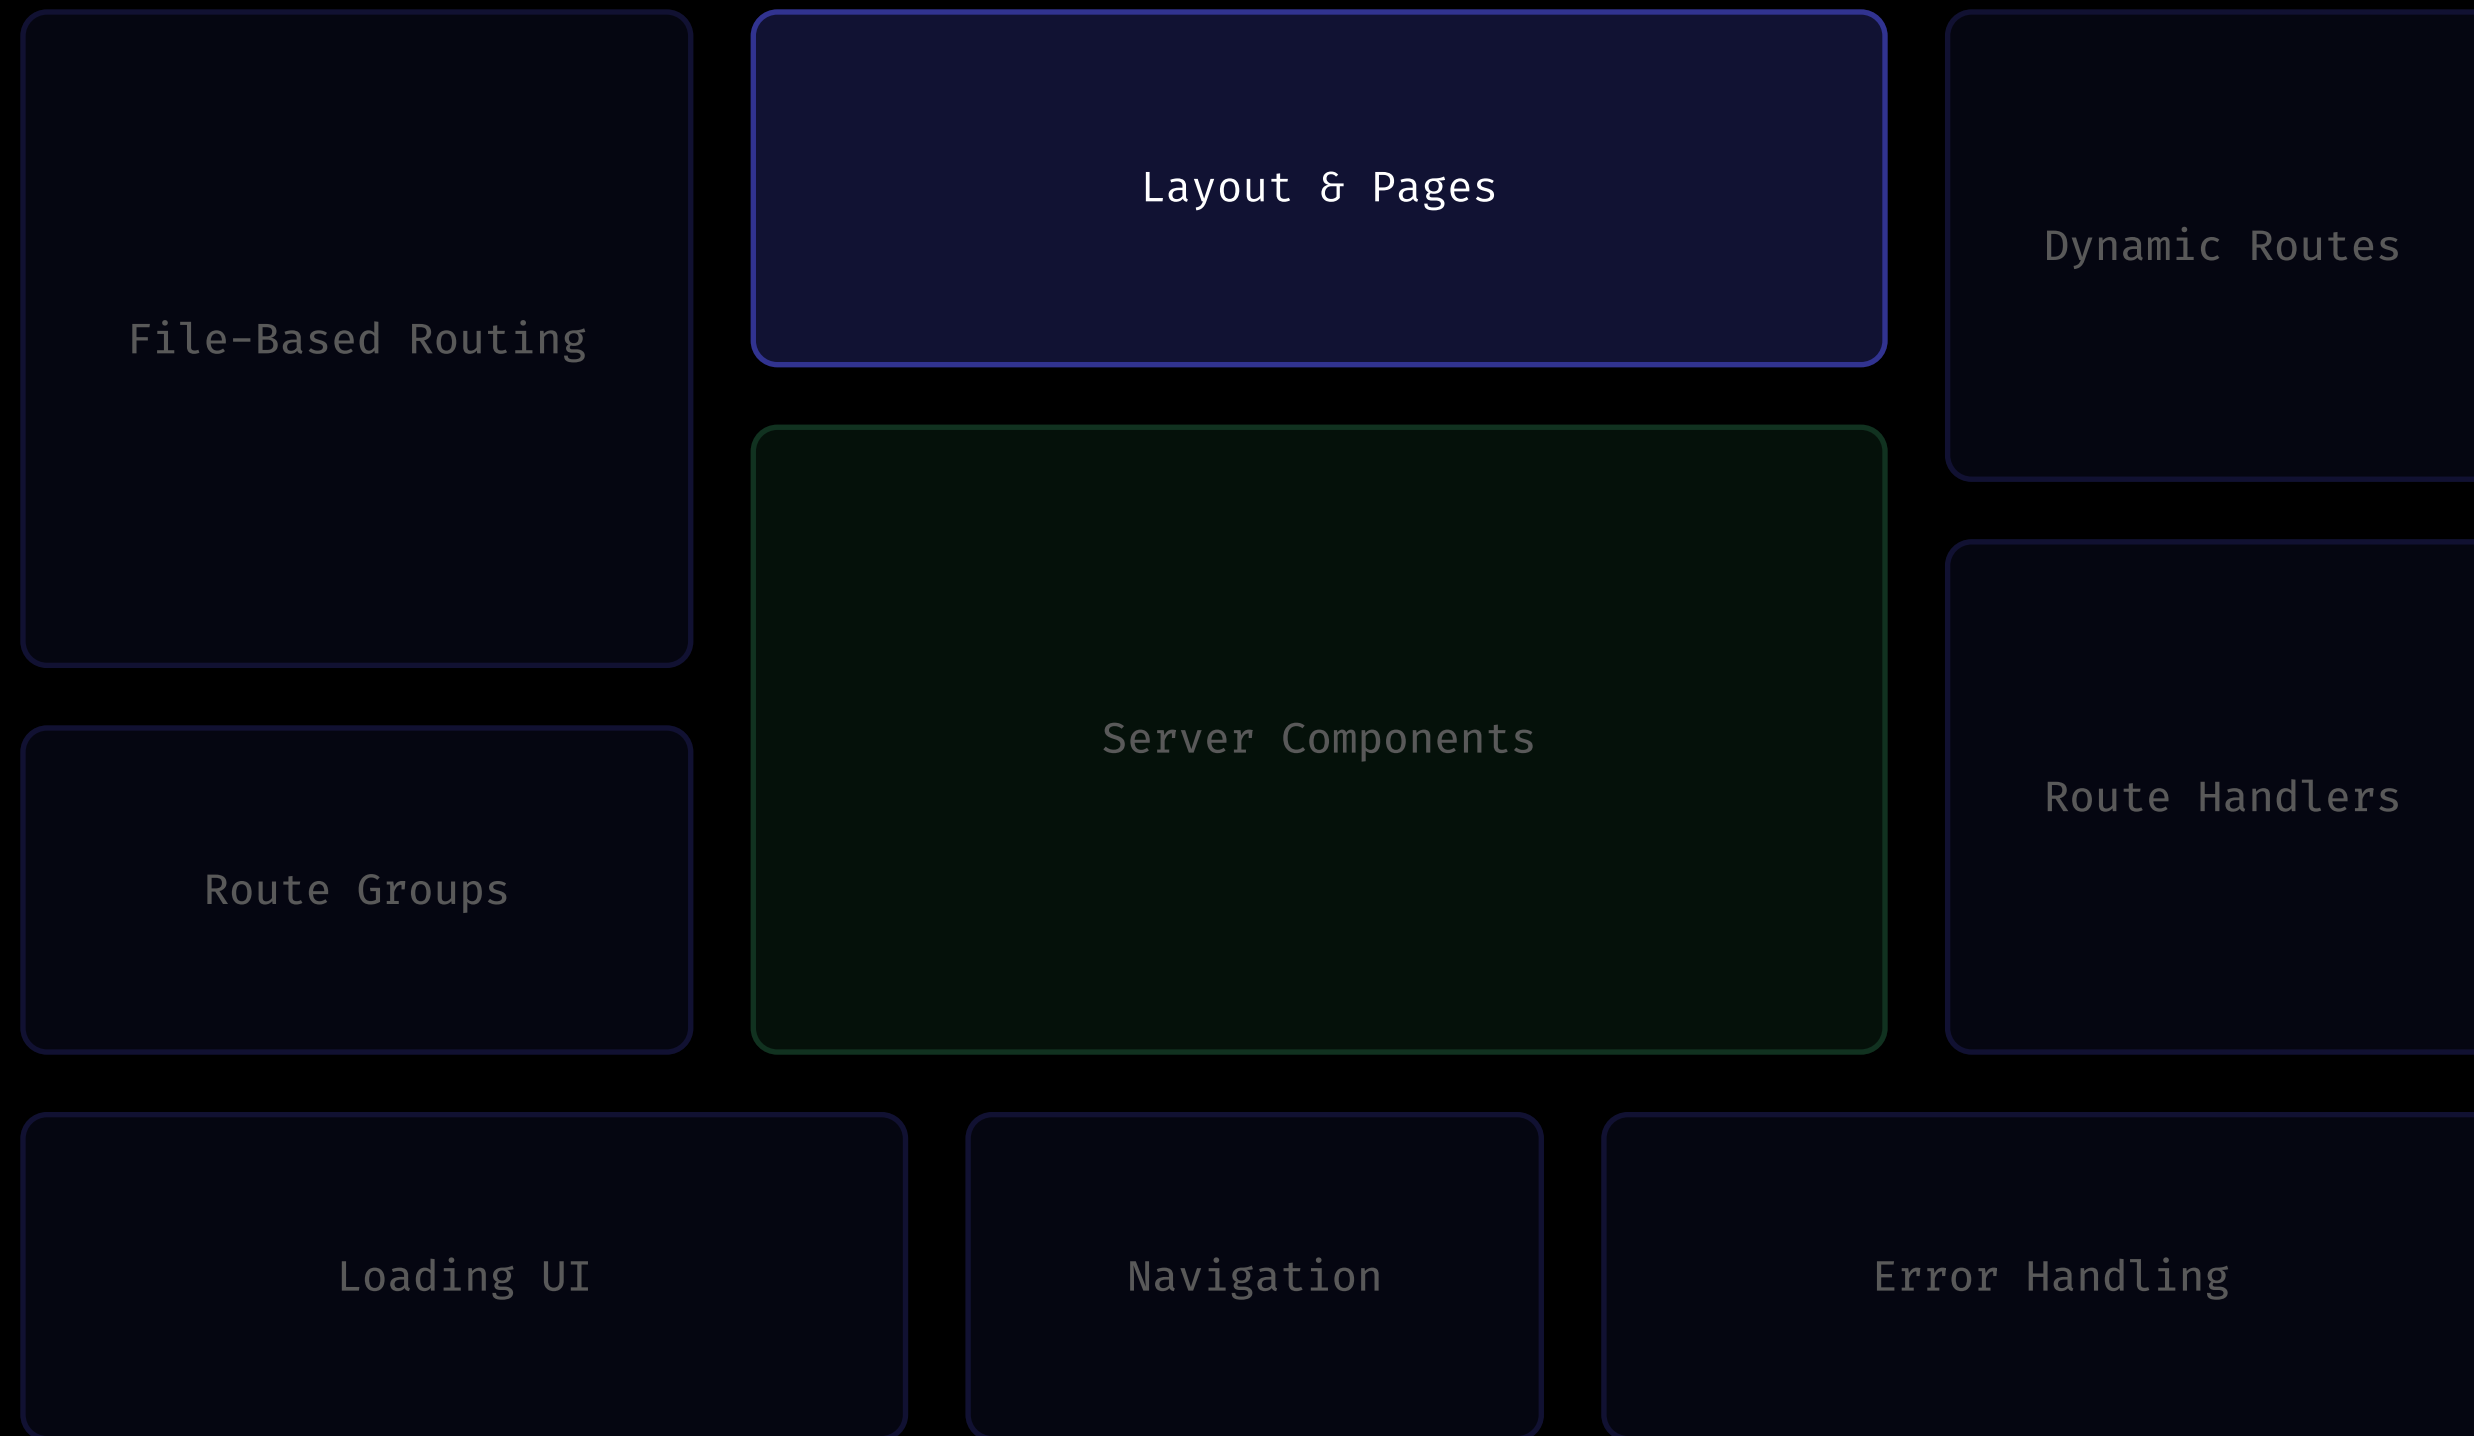 Layout & Pages
Dynamic Routes
File-Based Routing
Server Components
Route Handlers
Route Groups
Loading UI
Navigation
Error Handling